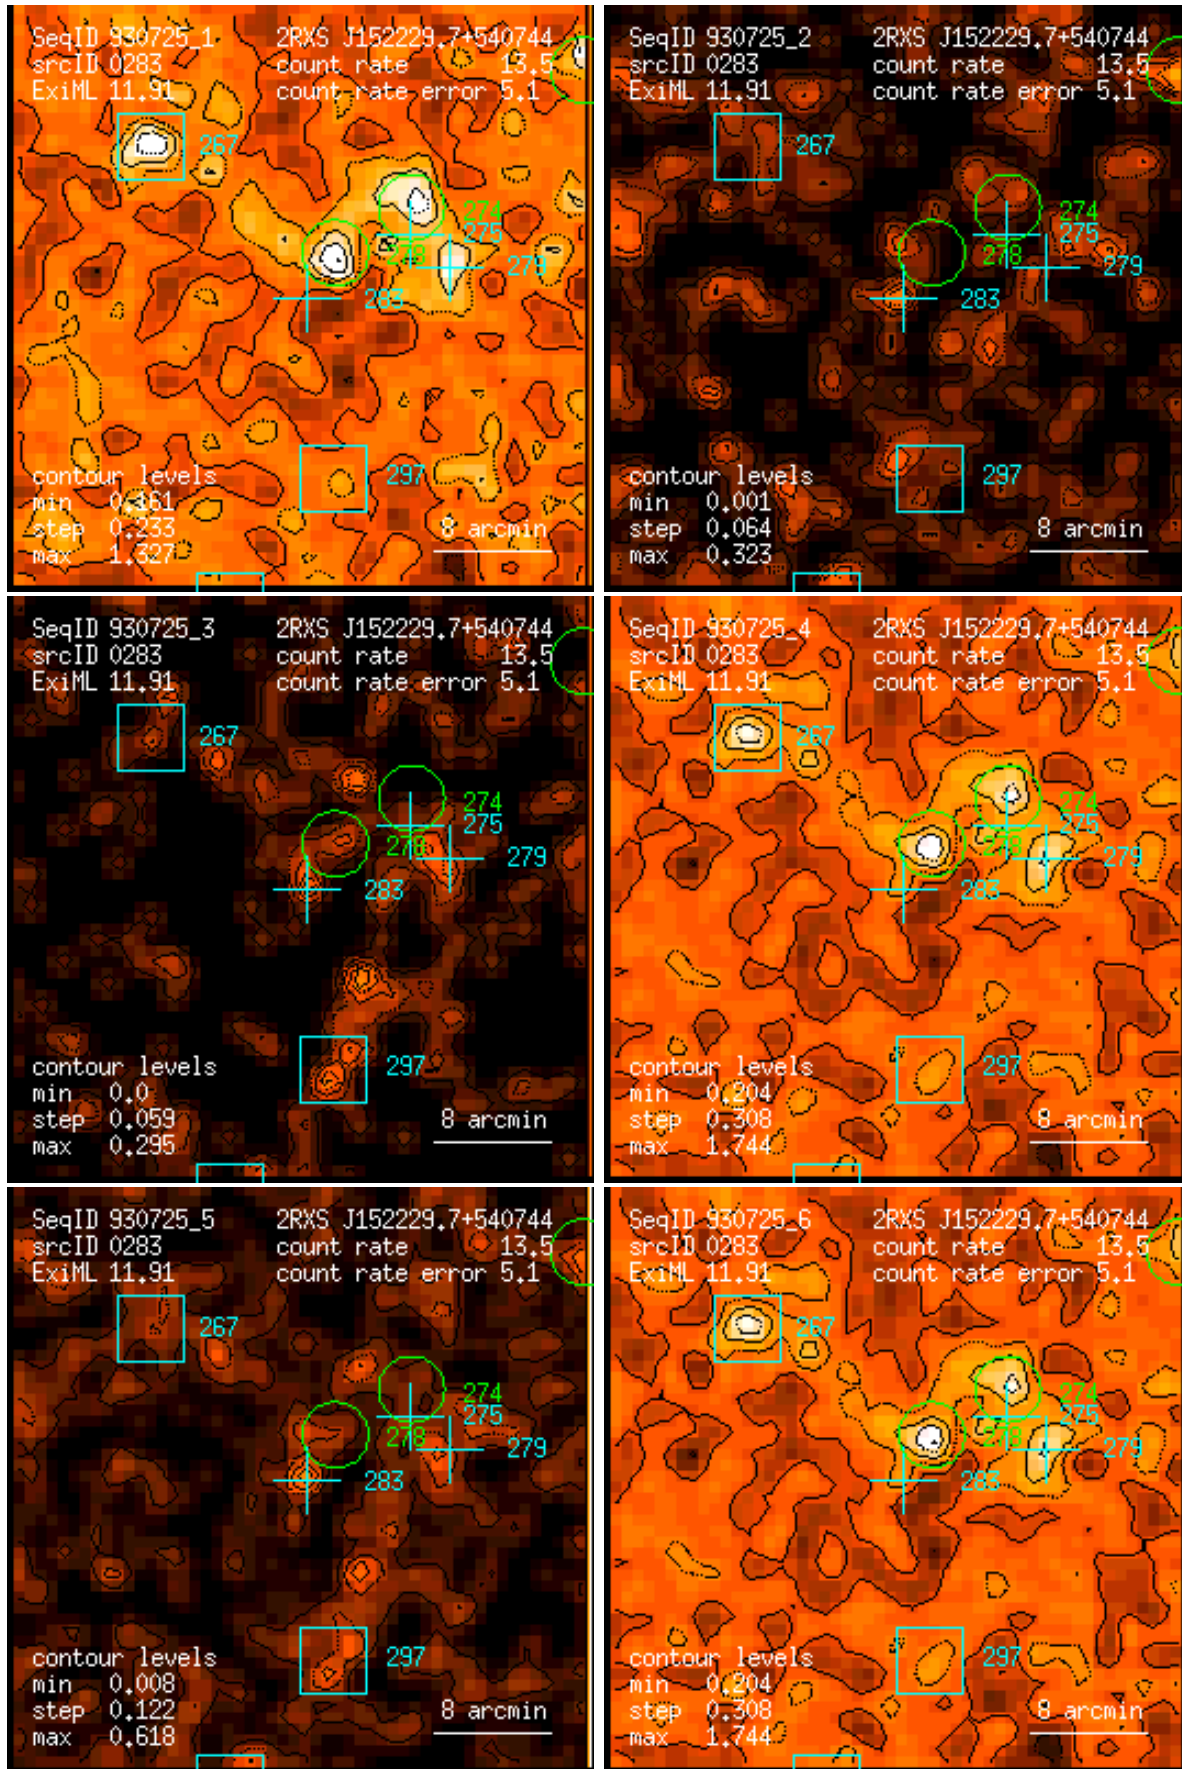 SeqID 930725_1 2RXS J152229.7+540744
srcID 0283 count rate 13.5
ExiML 11.91 count rate error 5.1
267
274
275
278
279
283
297
contour levels
min 0.161
step 0.233
max 1.327
8 arcmin
SeqID 930725_2 2RXS J152229.7+540744
srcID 0283 count rate 13.5
ExiML 11.91 count rate error 5.1
267
274
275
278
279
283
297
contour levels
min 0.001
step 0.064
max 0.323
8 arcmin
SeqID 930725_3 2RXS J152229.7+540744
srcID 0283 count rate 13.5
ExiML 11.91 count rate error 5.1
267
274
275
278
279
283
297
contour levels
min 0.0
step 0.059
max 0.295
8 arcmin
SeqID 930725_4 2RXS J152229.7+540744
srcID 0283 count rate 13.5
ExiML 11.91 count rate error 5.1
267
274
275
278
279
283
297
contour levels
min 0.204
step 0.308
max 1.744
8 arcmin
SeqID 930725_5 2RXS J152229.7+540744
srcID 0283 count rate 13.5
ExiML 11.91 count rate error 5.1
267
274
275
278
279
283
297
contour levels
min 0.008
step 0.122
max 0.618
8 arcmin
SeqID 930725_6 2RXS J152229.7+540744
srcID 0283 count rate 13.5
ExiML 11.91 count rate error 5.1
267
274
275
278
279
283
297
contour levels
min 0.204
step 0.308
max 1.744
8 arcmin